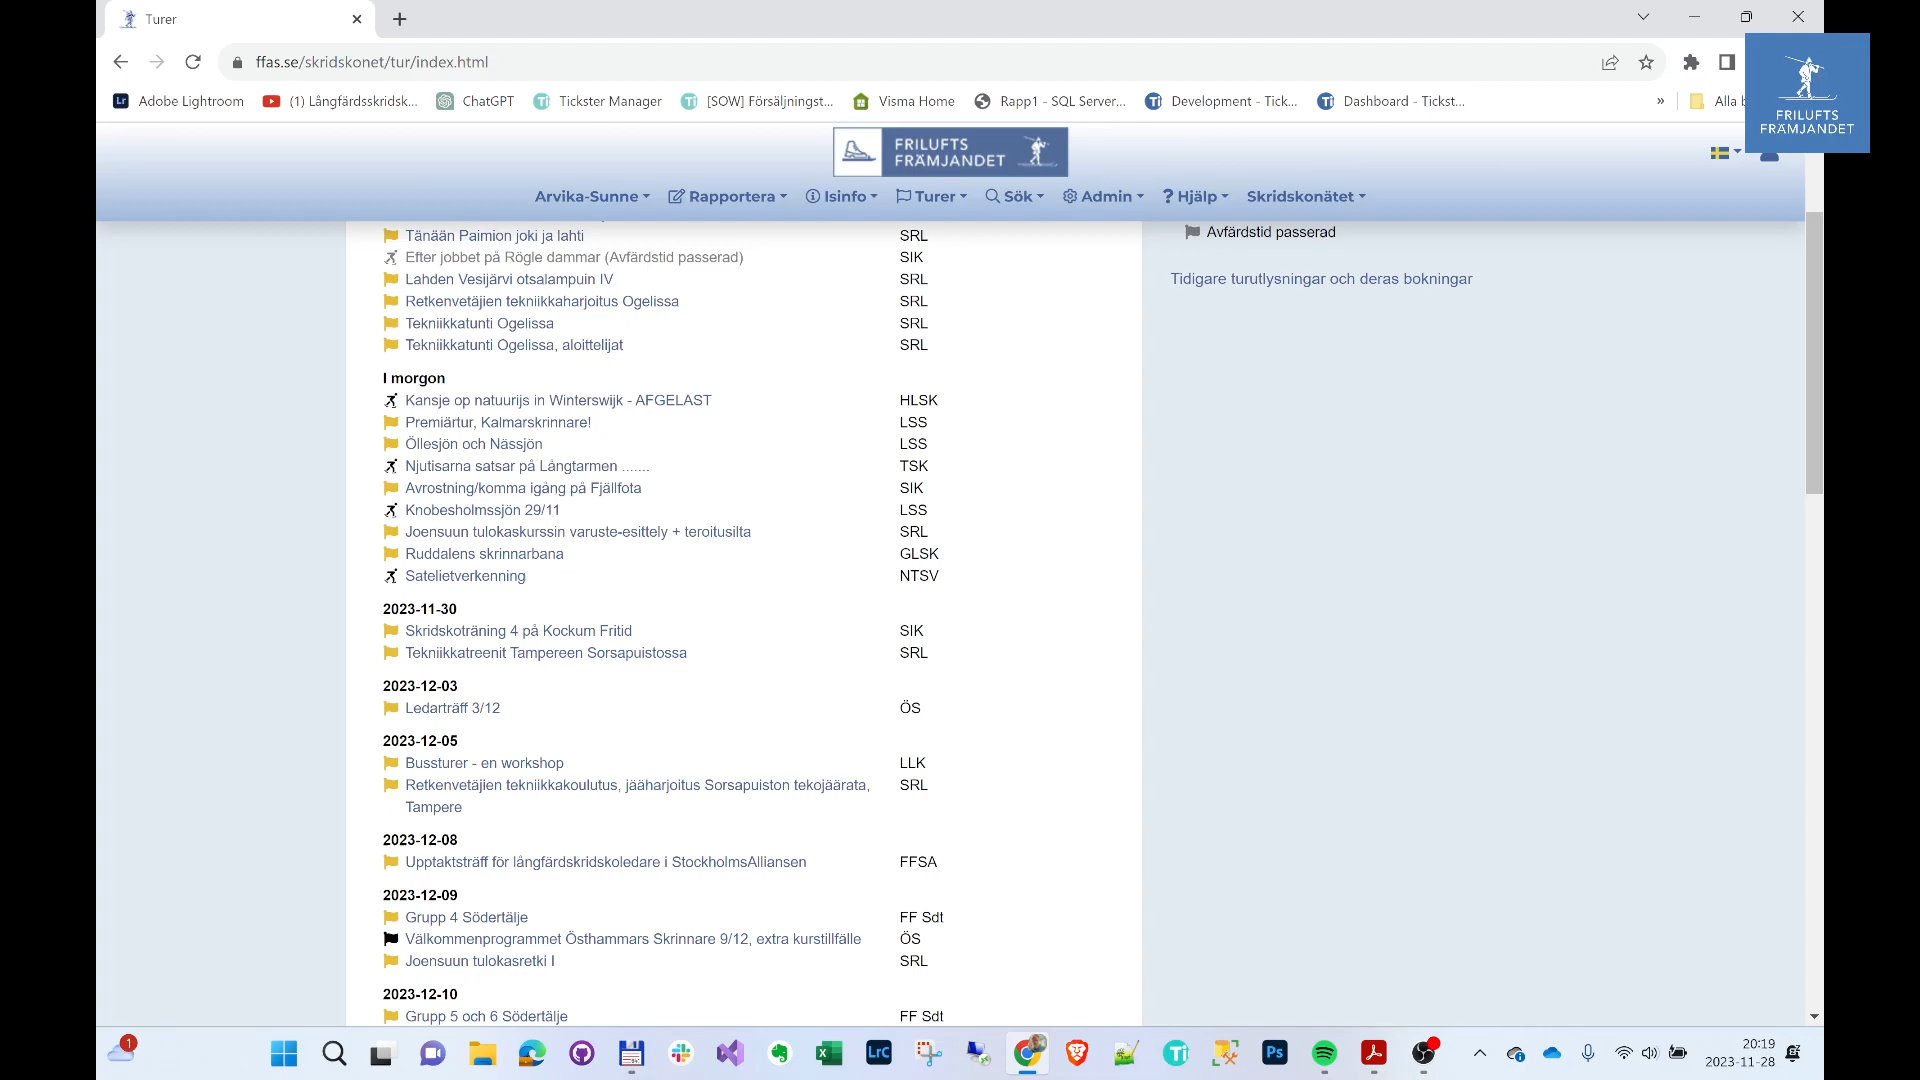 Turer
ffas.se/skridskonet/tur/index.html
Lr Adobe Lightroom (1) Långfärdsskridsk... ChatGPT Tickster Manager [SOW] Försäljningst... Visma Home Rapp1 - SQL Server... Development - Tick... Dashboard - Tickst... » Alla
FRILUFTS
FRÄMJANDET
FRILUFTS
FRÄMJANDET
Arvika-Sunne Rapportera Isinfo Turer Sök Admin ? Hjälp Skridskonätet
Tänään Paimion joki ja lahti SRL
Avfärdstid passerad
Efter jobbet på Rögle dammar (Avfärdstid passerad) SIK
Lahden Vesijärvi otsalampuin IV SRL
Tidigare turutlysningar och deras bokningar
Retkenvetäjien tekniikkaharjoitus Ogelissa SRL
Tekniikkatunti Ogelissa SRL
Tekniikkatunti Ogelissa, aloittelijat SRL
I morgon
Kansje op natuurijs in Winterswijk - AFGELAST HLSK
Premiärtur, Kalmarskrinnare! LSS
Öllesjön och Nässjön LSS
Njutisarna satsar på Långtarmen ....... TSK
Avrostning/komma igång på Fjällfota SIK
Knobesholmssjön 29/11 LSS
Joensuun tulokaskurssin varuste-esittely + teroitusilta SRL
Ruddalens skrinnarbana GLSK
Satelietverkenning NTSV
2023-11-30
Skridskoträning 4 på Kockum Fritid SIK
Tekniikkatreenit Tampereen Sorsapuistossa SRL
2023-12-03
Ledarträff 3/12 ÖS
2023-12-05
Bussturer - en workshop LLK
Retkenvetäjien tekniikkakoulutus, jääharjoitus Sorsapuiston tekojäärata, SRL
Tampere
2023-12-08
Upptaktsträff för långfärdskridskoledare i StockholmsAlliansen FFSA
2023-12-09
Grupp 4 Södertälje FF Sdt
Välkommenprogrammet Östhammars Skrinnare 9/12, extra kurstillfälle ÖS
Joensuun tulokasretki I SRL
2023-12-10
Grupp 5 och 6 Södertälje FF Sdt
1
LrC
Ps
20:19
2023-11-28